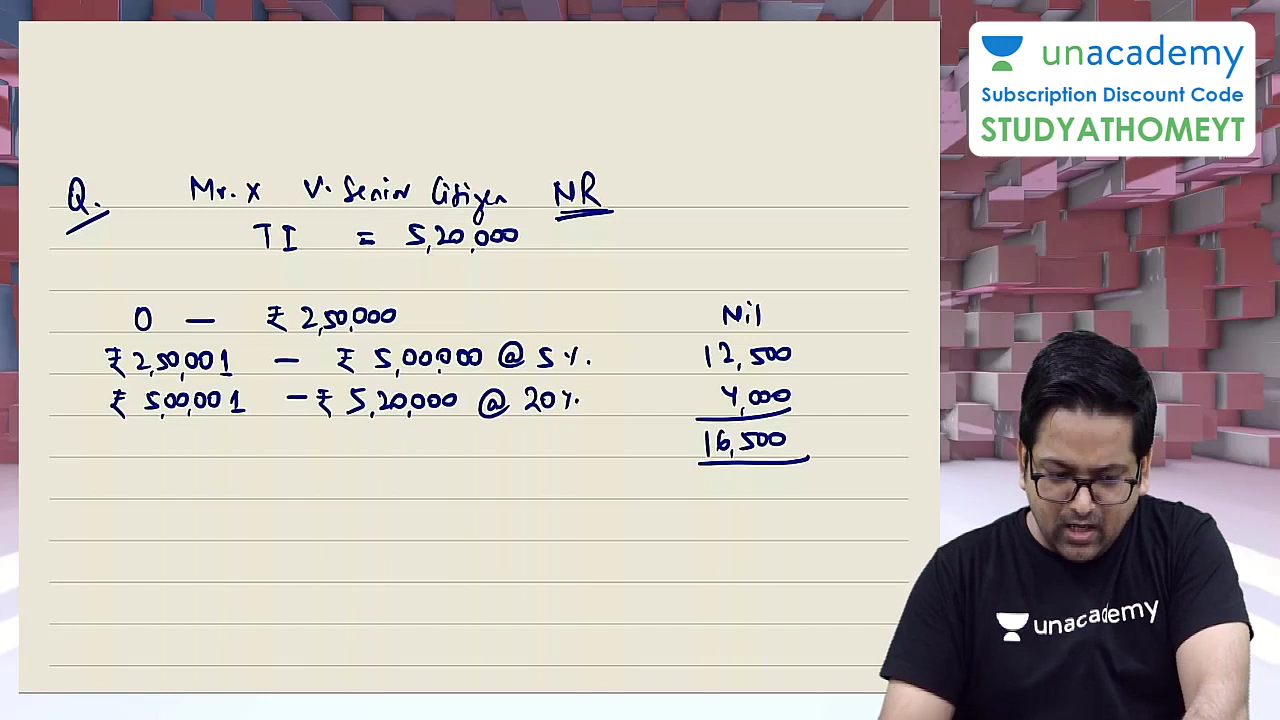 unacademy
Subscription Discount Code
STUDYATHOMEYT
Q. Mr. X V. Senior Citizen NR
TI = 5,20,000
0 — ₹ 2,50,000 Nil
₹ 2,50,001 — ₹ 5,00,000 @ 5%. 12,500
₹ 5,00,001 — ₹ 5,20,000 @ 20%. 4,000
16,500
unacademy